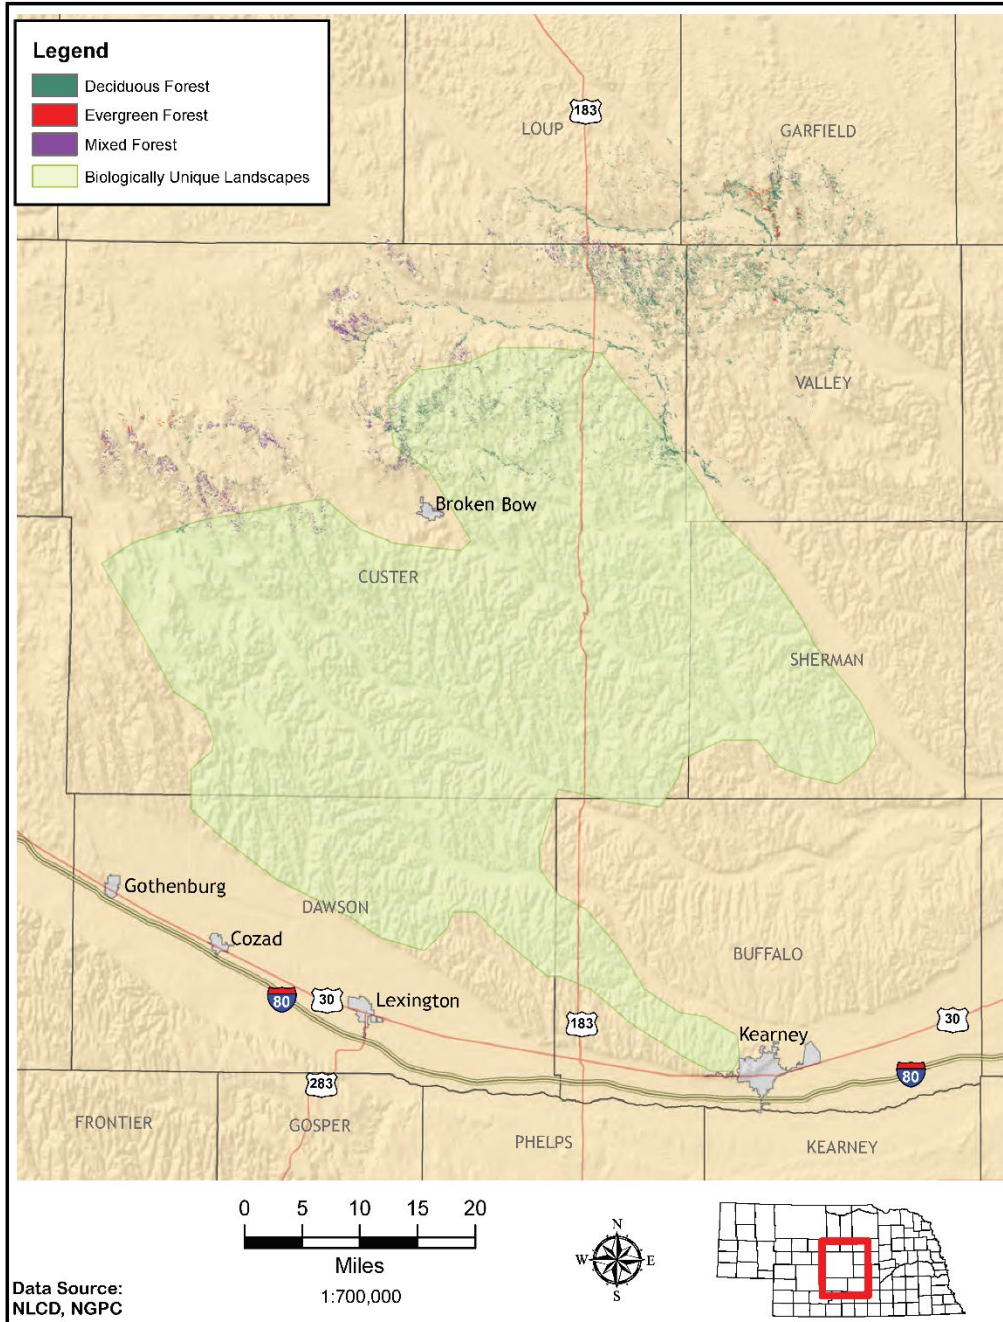 Legend
Deciduous Forest
Evergreen Forest
Mixed Forest
Biologically Unique Landscapes
183
LOUP
GARFIELD
VALLEY
Broken Bow
CUSTER
SHERMAN
Gothenburg
DAWSON
Cozad
BUFFALO
80
30
Lexington
183
Kearney
30
283
80
FRONTIER
GOSPER
PHELPS
KEARNEY
0 5 10 15 20
Miles
1:700,000
N
W E
S
Data Source:
NLCD, NGPC